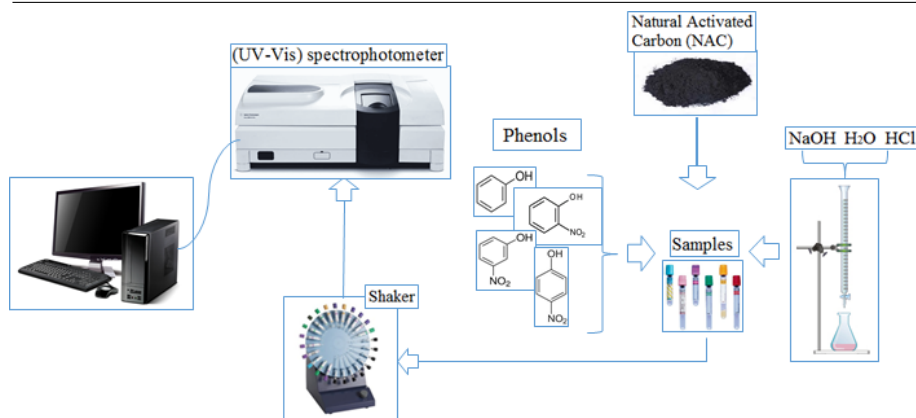 Natural Activated
Carbon (NAC)
(UV-Vis) spectrophotometer
Phenols
NaOH H₂O HCl
OH
OH
NO₂
OH
NO₂
OH
NO₂
Samples
Shaker